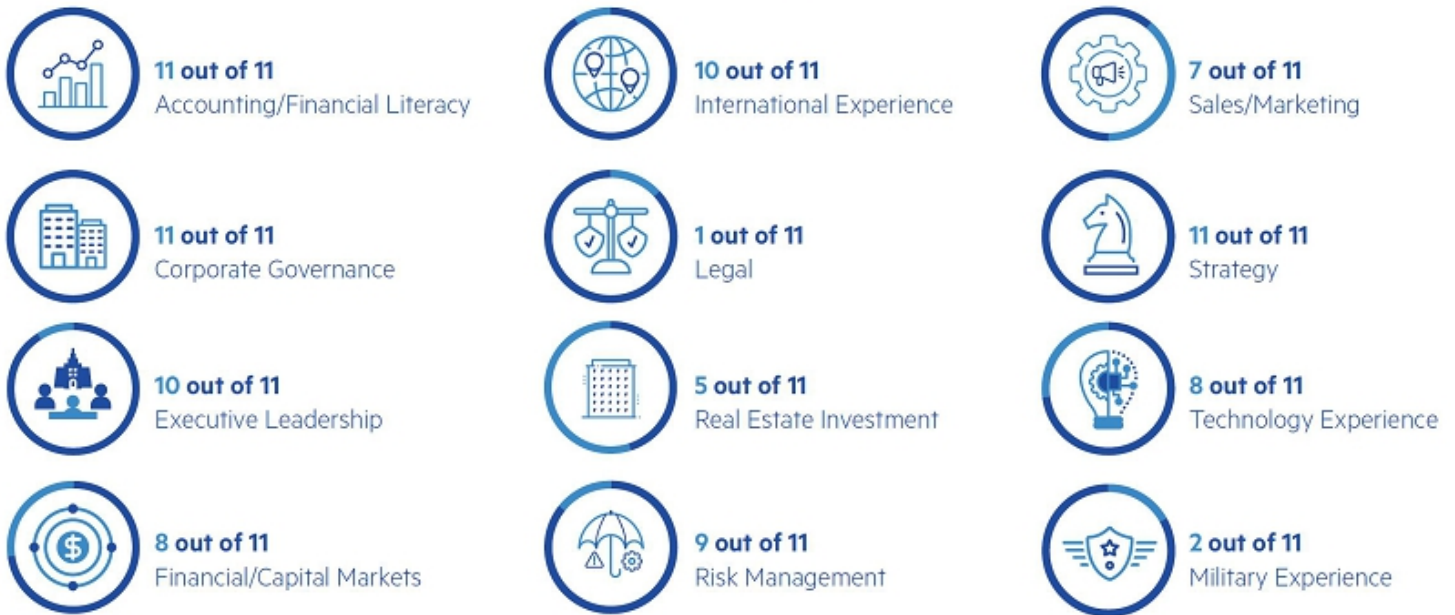 11 out of 11
Accounting/Financial Literacy
10 out of 11
International Experience
7 out of 11
Sales/Marketing
11 out of 11
Corporate Governance
1 out of 11
Legal
11 out of 11
Strategy
10 out of 11
Executive Leadership
5 out of 11
Real Estate Investment
8 out of 11
Technology Experience
8 out of 11
Financial/Capital Markets
9 out of 11
Risk Management
2 out of 11
Military Experience